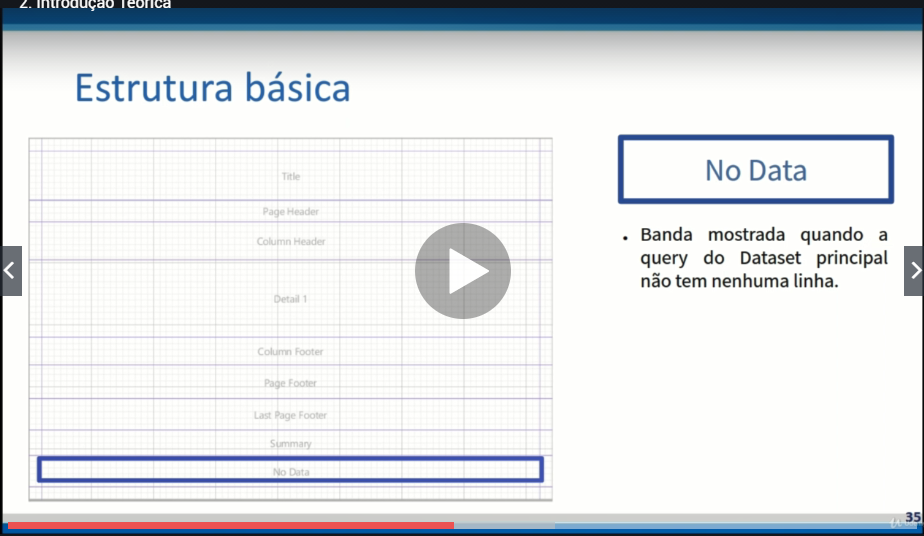 2. Introdução Teórica
Estrutura básica
Title
Page Header
Column Header
Detail 1
Column Footer
Page Footer
Last Page Footer
Summary
No Data
No Data
• Banda mostrada quando a
query do Dataset principal
não tem nenhuma linha.
35